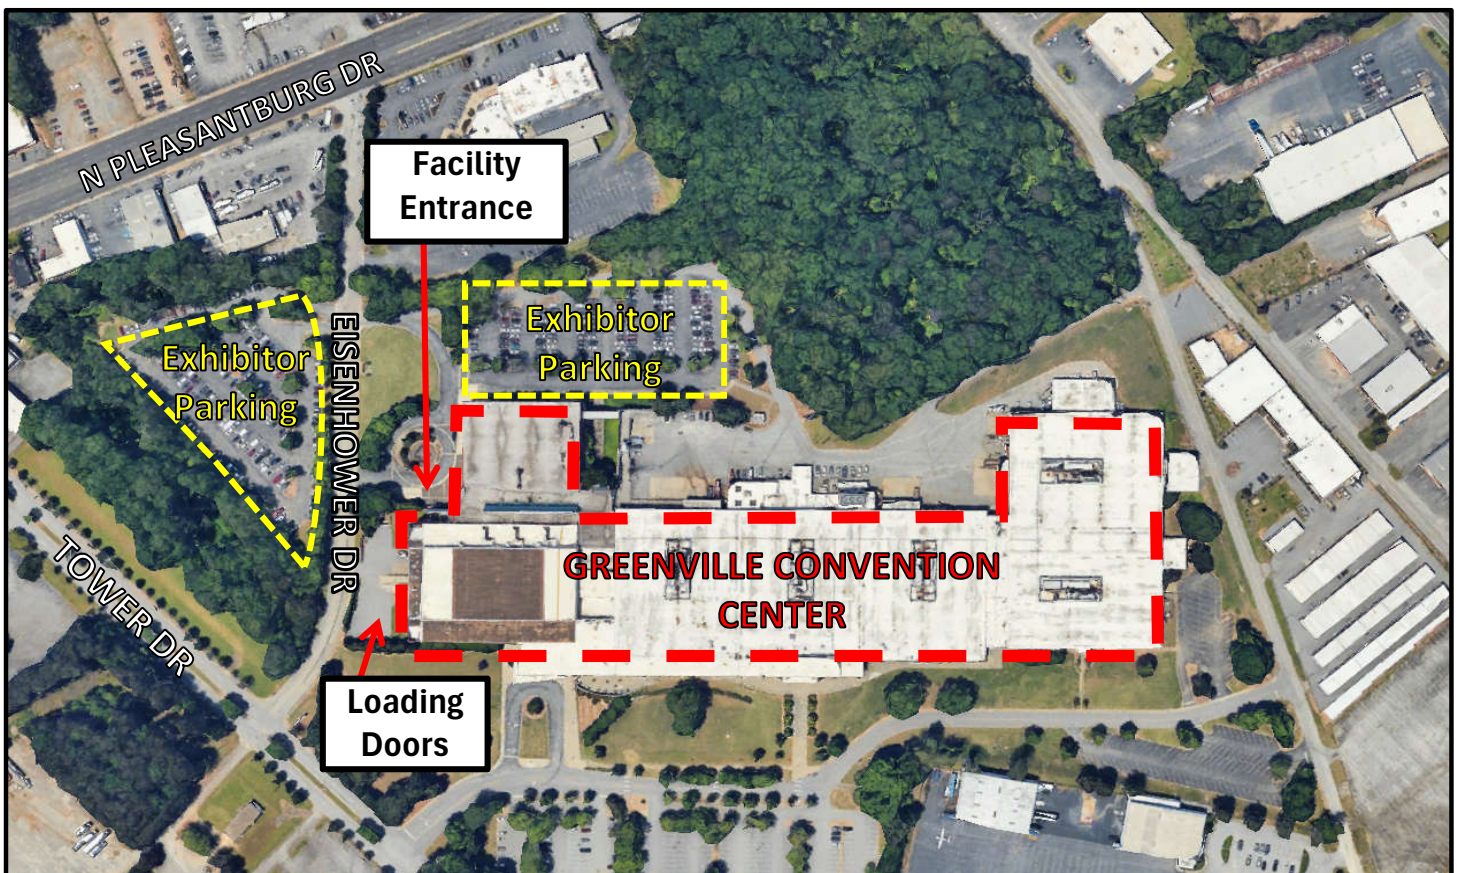 N PLEASANTBURG DR
Facility
Entrance
Exhibitor
Parking
Exhibitor
Parking
EISENHOWER DR
TOWER DR
GREENVILLE CONVENTION
CENTER
Loading
Doors